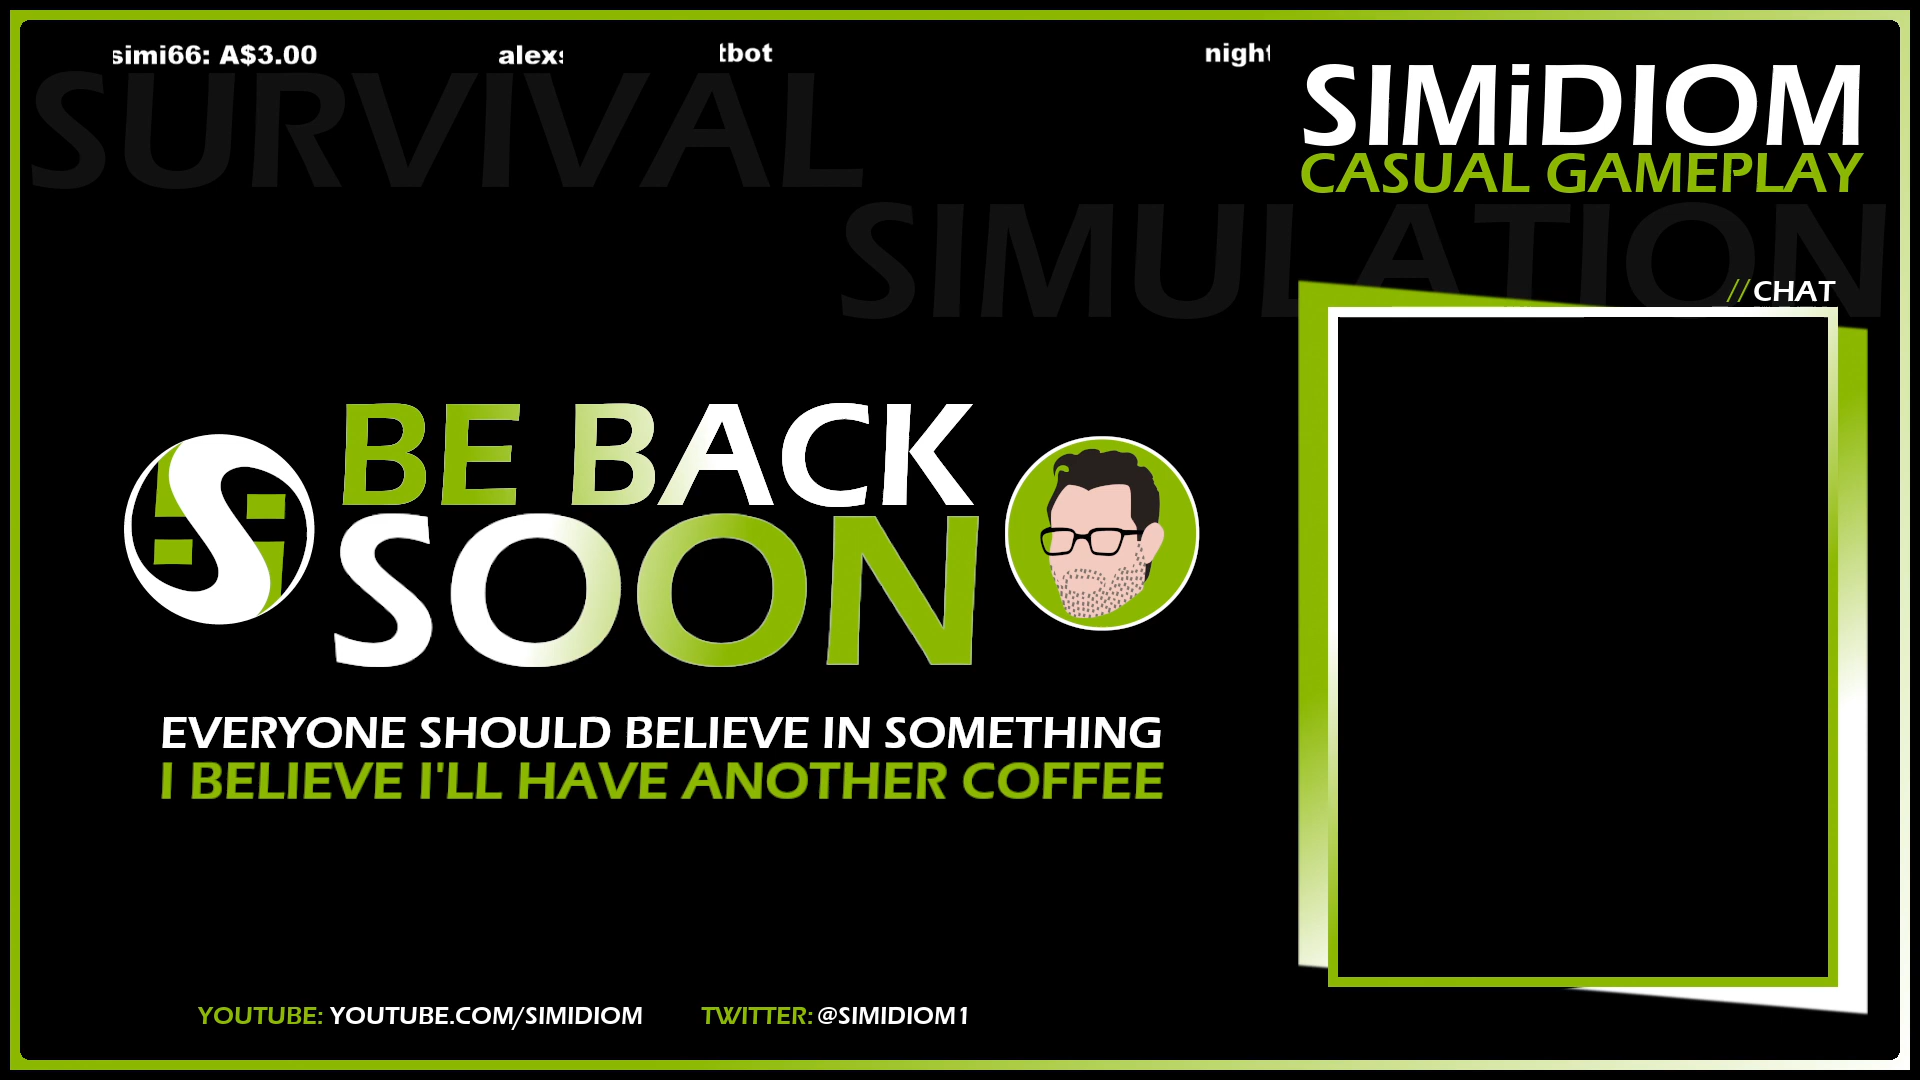 simi66: A$3.00
SURVIVAL
SIMULATION
SIMiDIOM
CASUAL GAMEPLAY
//CHAT
BE BACK
SOON
EVERYONE SHOULD BELIEVE IN SOMETHING
I BELIEVE I'LL HAVE ANOTHER COFFEE
YOUTUBE: YOUTUBE.COM/SIMIDIOM
TWITTER: @SIMIDIOM1